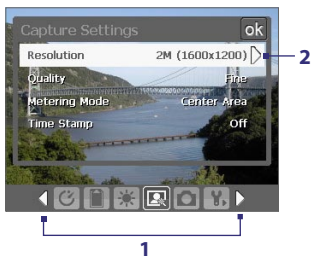 Capture Settings ok
Resolution 2M (1600x1200) 2
Quality Fine
Metering Mode Center Area
Time Stamp Off
1